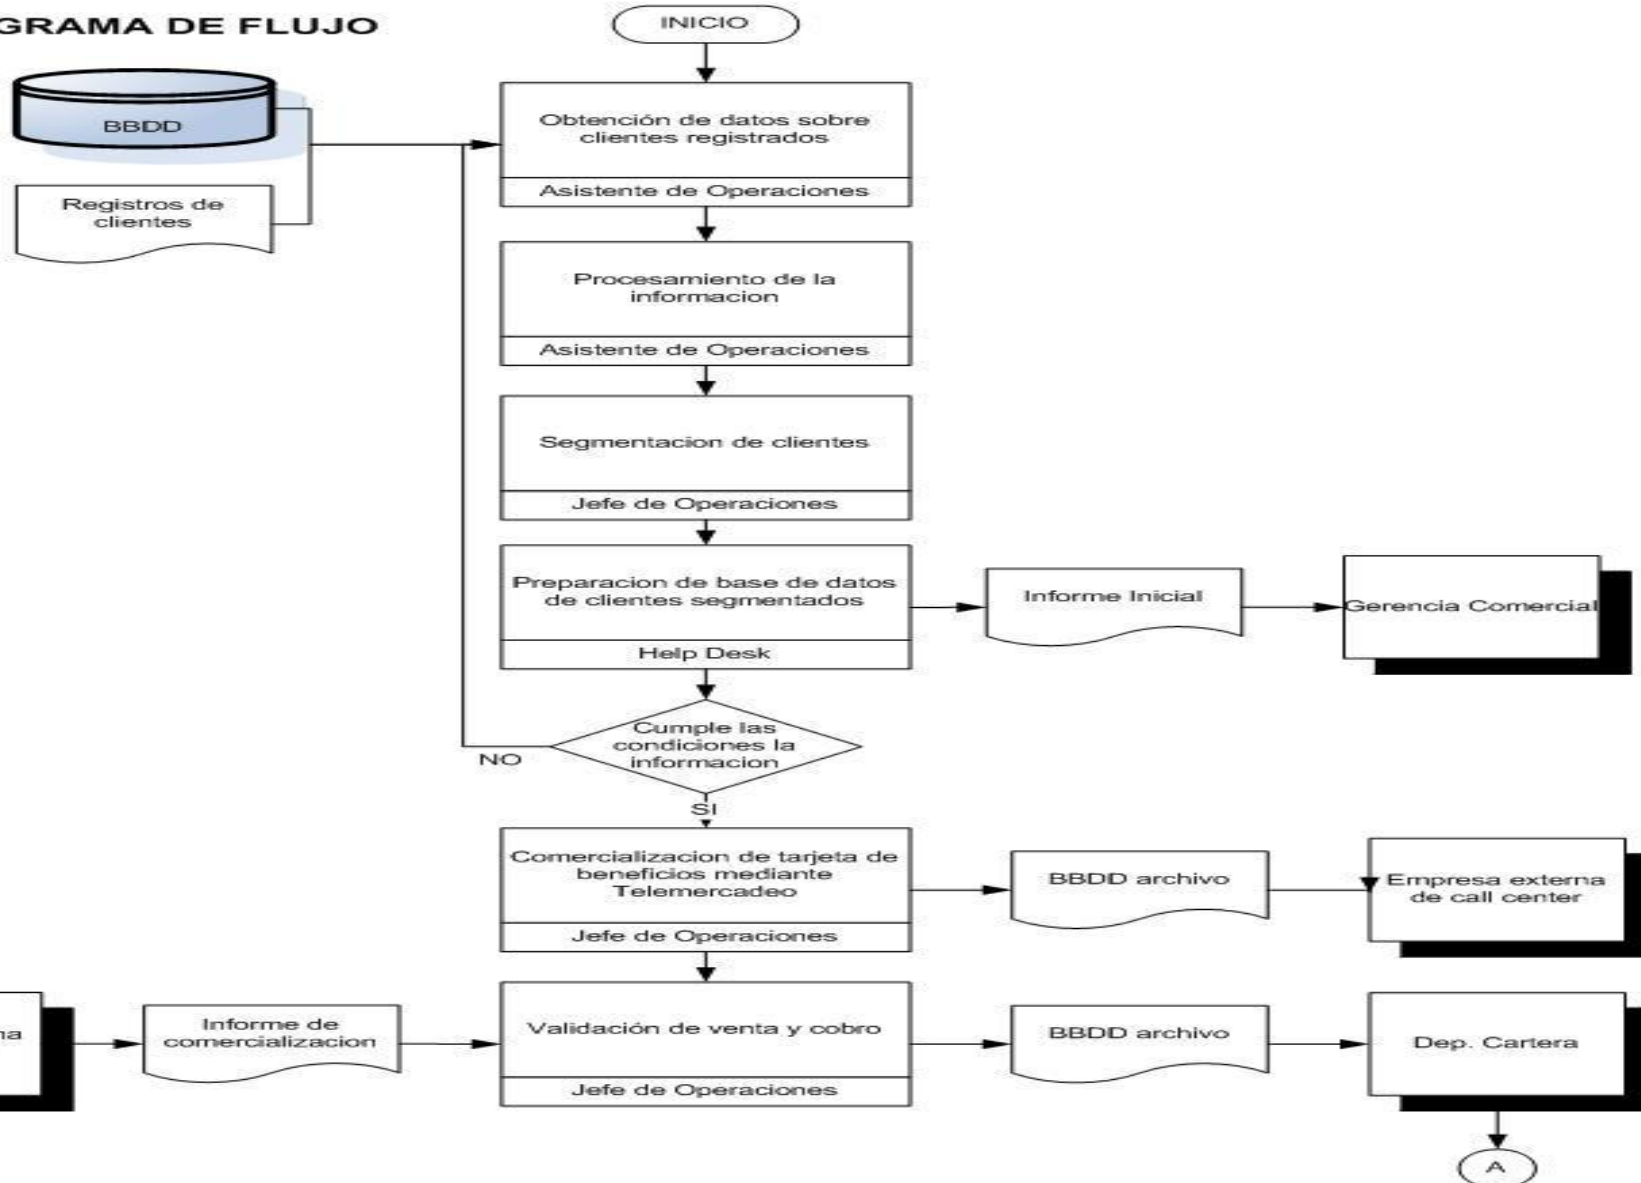 GRAMA DE FLUJO
INICIO
BBDD
Obtención de datos sobre
clientes registrados
Asistente de Operaciones
Registros de
clientes
Procesamiento de la
informacion
Asistente de Operaciones
Segmentacion de clientes
Jefe de Operaciones
Preparacion de base de datos
de clientes segmentados
Help Desk
Informe Inicial
Gerencia Comercial
Cumple las
condiciones la
informacion
NO
SI
Comercializacion de tarjeta de
beneficios mediante
Telemercadeo
Jefe de Operaciones
BBDD archivo
Empresa externa
de call center
na
Informe de
comercializacion
Validación de venta y cobro
Jefe de Operaciones
BBDD archivo
Dep. Cartera
A